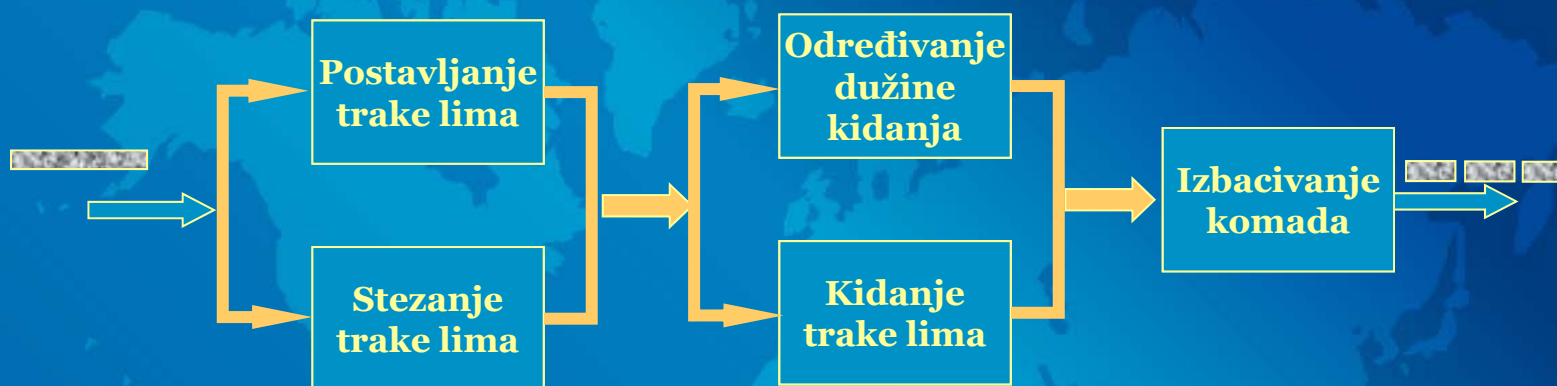 Postavljanje
trake lima
Stezanje
trake lima
Određivanje
dužine
kidanja
Kidanje
trake lima
Izbacivanje
komada